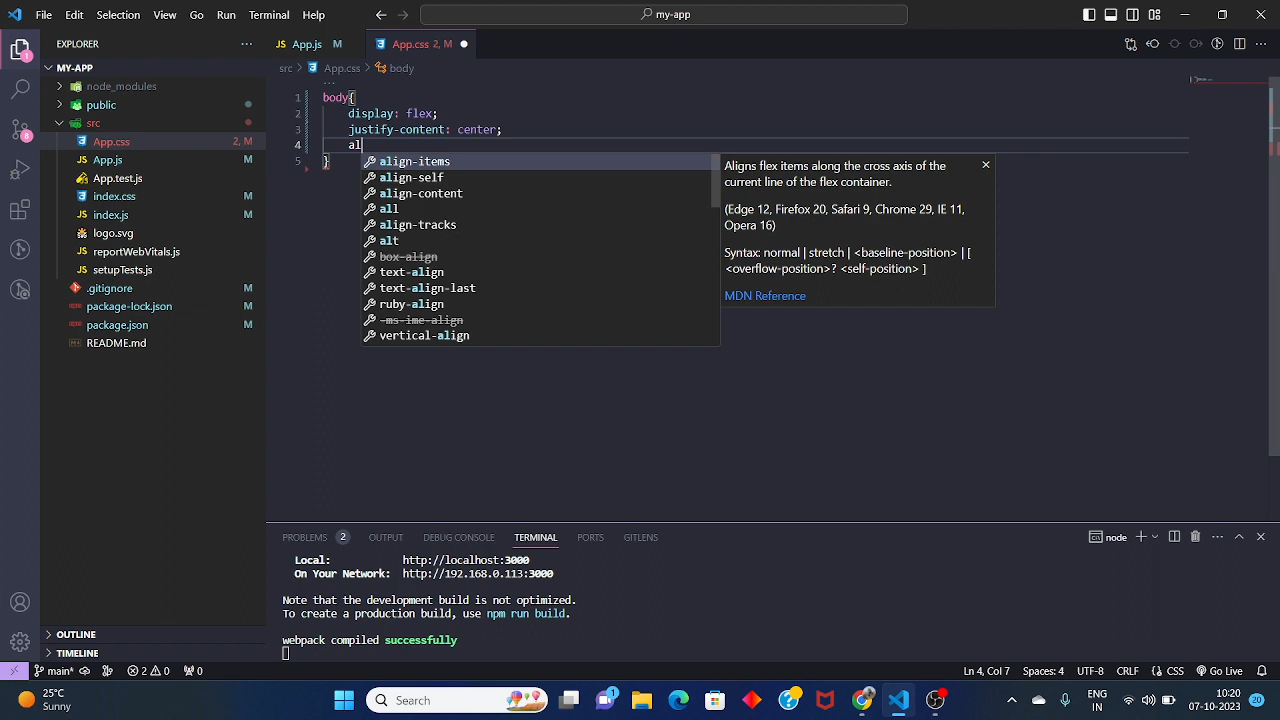 File Edit Selection View Go Run Terminal Help
my-app
EXPLORER
App.js M
App.css 2, M
MY-APP
src > App.css > body
node_modules
public
src
App.css 2, M
App.js M
App.test.js
index.css M
index.js M
logo.svg
reportWebVitals.js
setupTests.js
.gitignore M
package-lock.json M
package.json M
README.md
OUTLINE
TIMELINE
1 body{
2 display: flex;
3 justify-content: center;
4 al
5 }
align-items
align-self
align-content
all
align-tracks
alt
box-align
text-align
text-align-last
ruby-align
-ms-ime-align
vertical-align
Aligns flex items along the cross axis of the
current line of the flex container.
(Edge 12, Firefox 20, Safari 9, Chrome 29, IE 11,
Opera 16)
Syntax: normal | stretch | <baseline-position> | [
<overflow-position>? <self-position> ]
MDN Reference
PROBLEMS 2 OUTPUT DEBUG CONSOLE TERMINAL PORTS GITLENS
node
Local: http://localhost:3000
On Your Network: http://192.168.0.113:3000
Note that the development build is not optimized.
To create a production build, use npm run build.
webpack compiled successfully
1
8
main* 2 0 0
Ln 4, Col 7 Spaces: 4 UTF-8 CRLF CSS Go Live
25°C
Sunny
Search
1
ENG
IN
10:20
07-10-2023
20